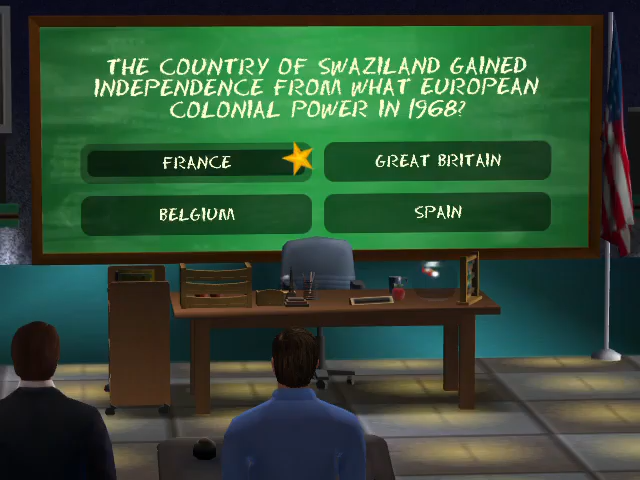 THE COUNTRY OF SWAZILAND GAINED
INDEPENDENCE FROM WHAT EUROPEAN
COLONIAL POWER IN 1968?
FRANCE
GREAT BRITAIN
BELGIUM
SPAIN